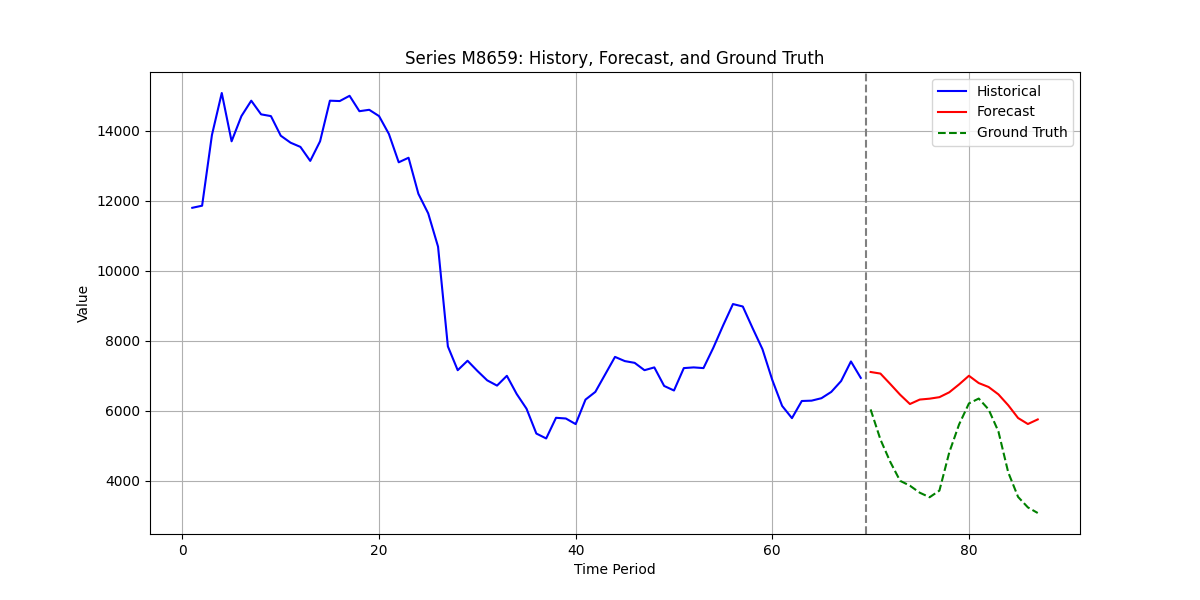 Series M8659: History, Forecast, and Ground Truth
Historical
Forecast
Ground Truth
Value
14000
12000
10000
8000
6000
4000
0 20 40 60 80
Time Period